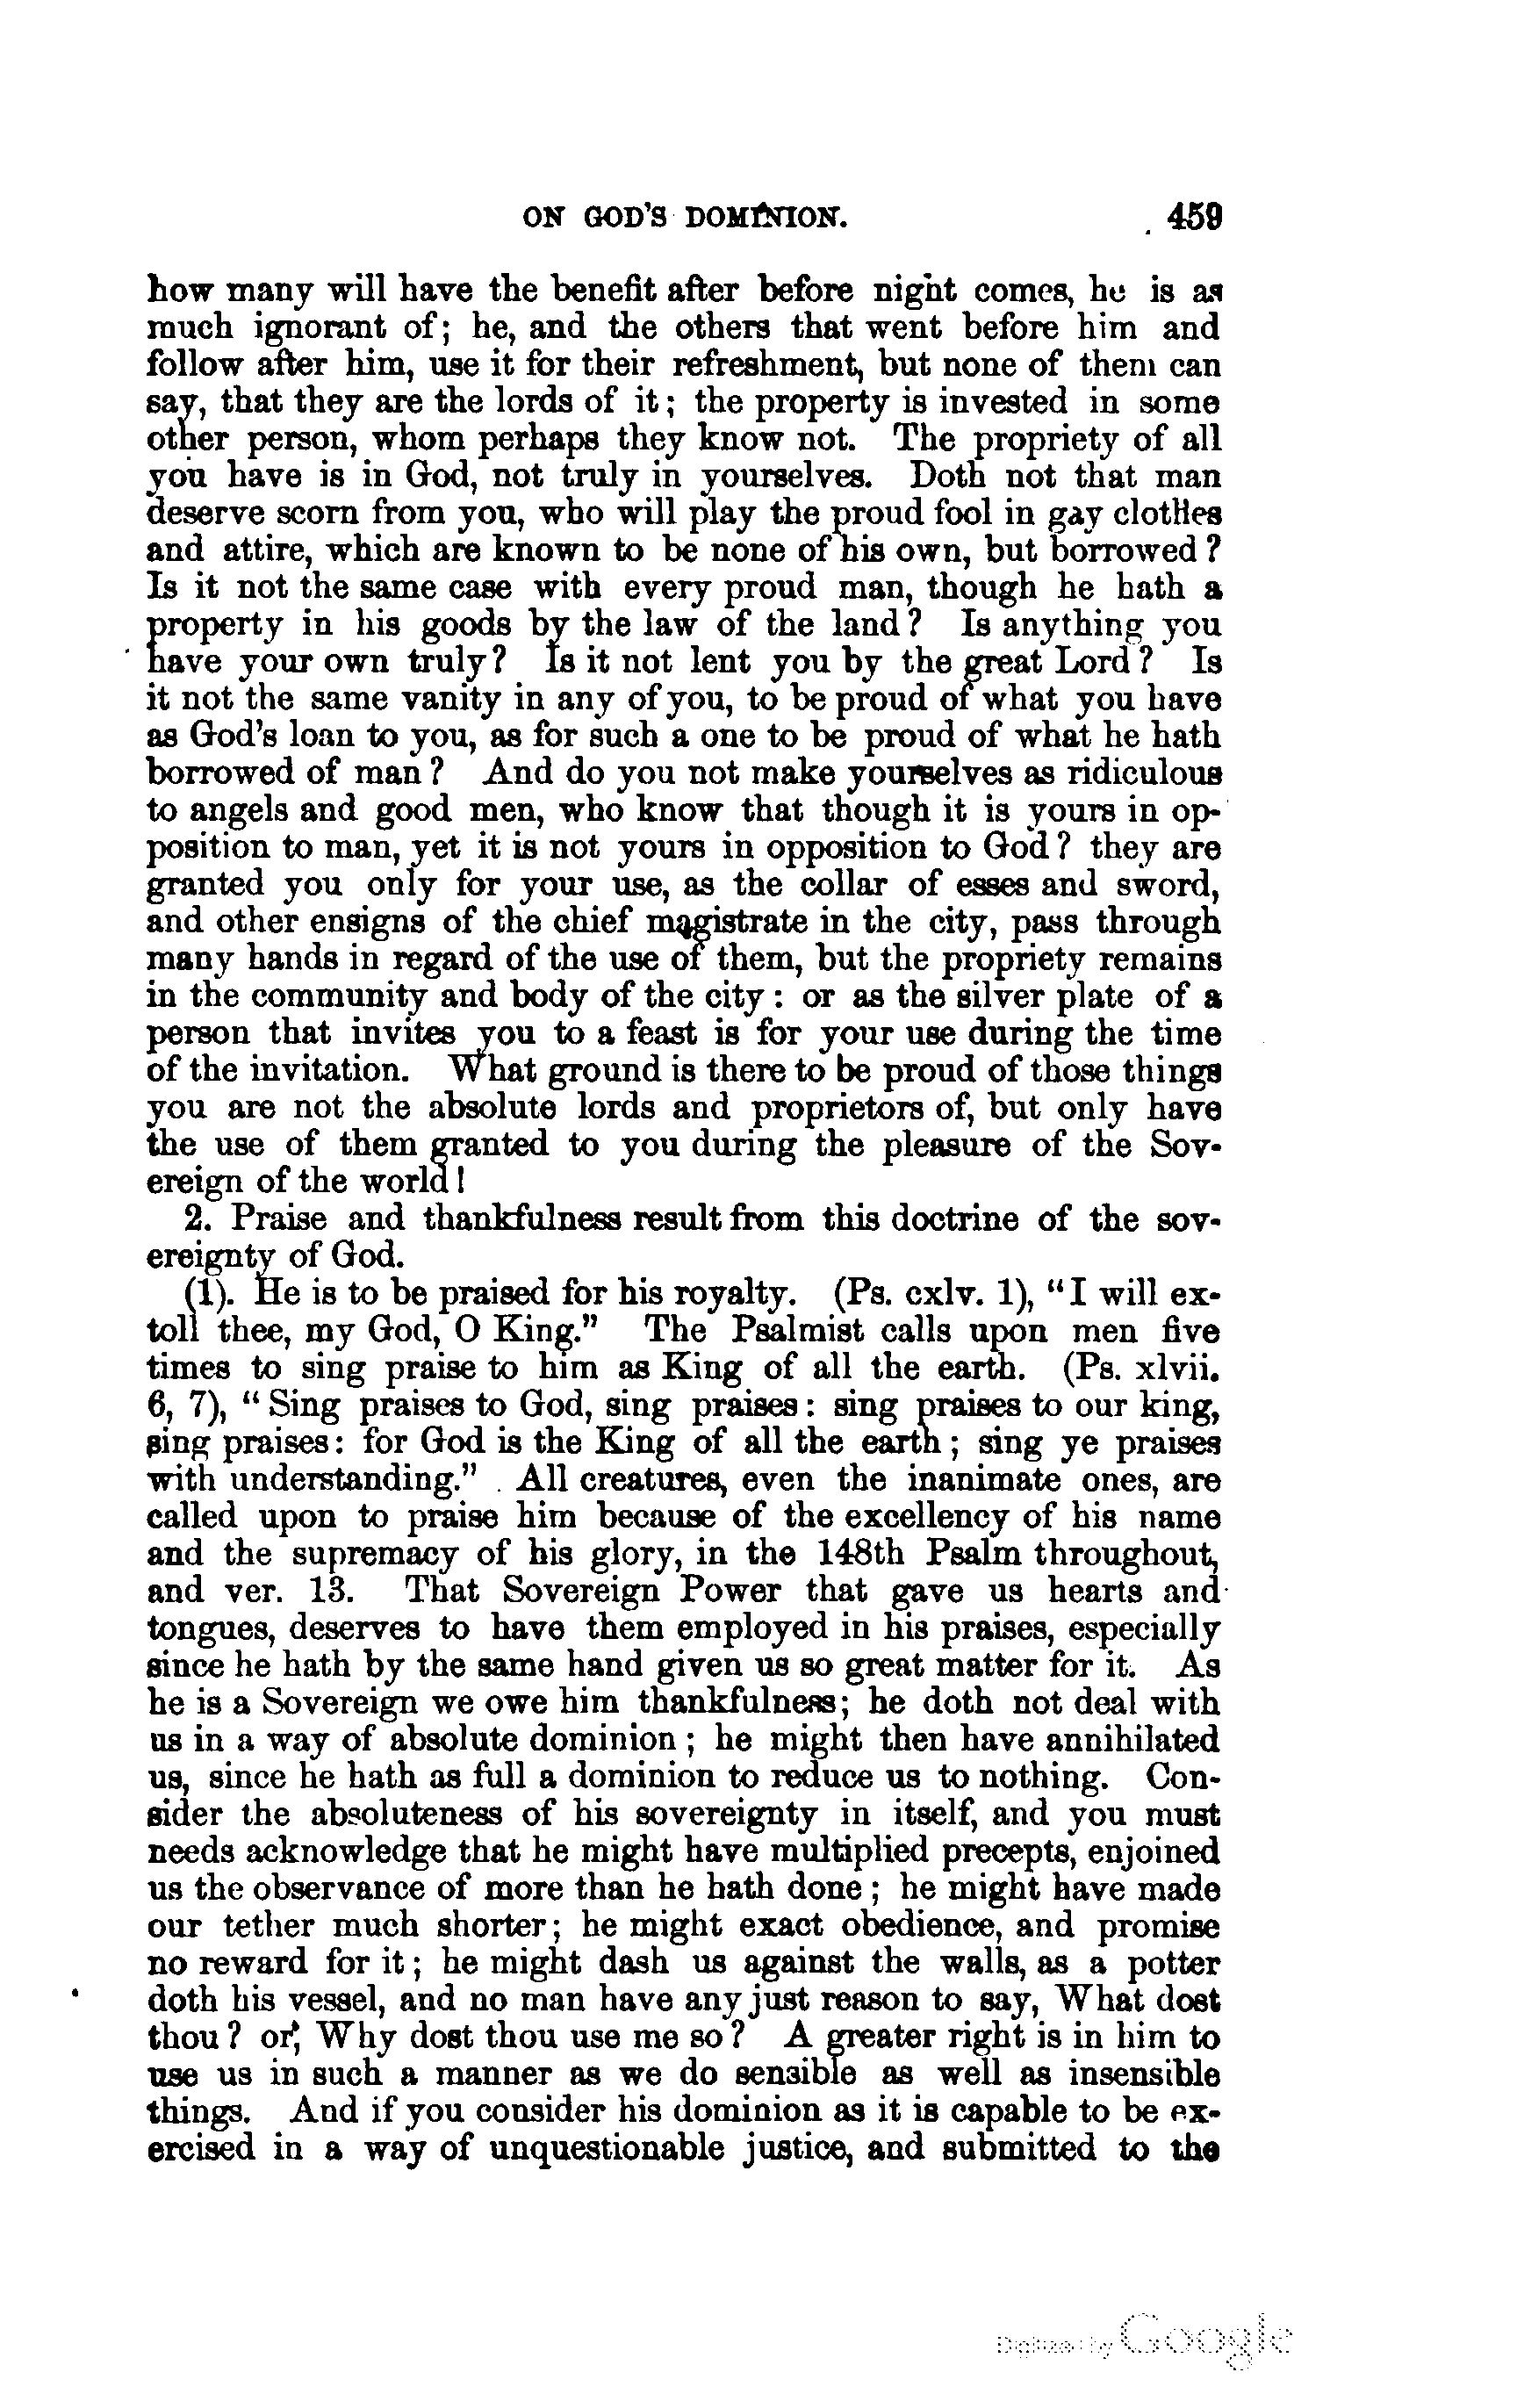 ON GOD'S DOMINION. 459
how many will have the benefit after before night comes, he is as
much ignorant of; he, and the others that went before him and
follow after him, use it for their refreshment, but none of them can
say, that they are the lords of it; the property is invested in some
other person, whom perhaps they know not. The propriety of all
you have is in God, not truly in yourselves. Doth not that man
deserve scorn from you, who will play the proud fool in gay clothes
and attire, which are known to be none of his own, but borrowed?
Is it not the same case with every proud man, though he hath a
property in his goods by the law of the land? Is anything you
have your own truly? Is it not lent you by the great Lord? Is
it not the same vanity in any of you, to be proud of what you have
as God's loan to you, as for such a one to be proud of what he hath
borrowed of man? And do you not make yourselves as ridiculous
to angels and good men, who know that though it is yours in op-
position to man, yet it is not yours in opposition to God? they are
granted you only for your use, as the collar of esses and sword,
and other ensigns of the chief magistrate in the city, pass through
many hands in regard of the use of them, but the propriety remains
in the community and body of the city: or as the silver plate of a
person that invites you to a feast is for your use during the time
of the invitation. What ground is there to be proud of those things
you are not the absolute lords and proprietors of, but only have
the use of them granted to you during the pleasure of the Sov-
ereign of the world!
2. Praise and thankfulness result from this doctrine of the sov-
ereignty of God.
(1). He is to be praised for his royalty. (Ps. cxlv. 1), "I will ex-
toll thee, my God, O King." The Psalmist calls upon men five
times to sing praise to him as King of all the earth. (Ps. xlvii.
6, 7), "Sing praises to God, sing praises: sing praises to our king,
sing praises: for God is the King of all the earth; sing ye praises
with understanding." All creatures, even the inanimate ones, are
called upon to praise him because of the excellency of his name
and the supremacy of his glory, in the 148th Psalm throughout,
and ver. 13. That Sovereign Power that gave us hearts and
tongues, deserves to have them employed in his praises, especially
since he hath by the same hand given us so great matter for it. As
he is a Sovereign we owe him thankfulness; he doth not deal with
us in a way of absolute dominion; he might then have annihilated
us, since he hath as full a dominion to reduce us to nothing. Con-
sider the absoluteness of his sovereignty in itself, and you must
needs acknowledge that he might have multiplied precepts, enjoined
us the observance of more than he hath done; he might have made
our tether much shorter; he might exact obedience, and promise
no reward for it; he might dash us against the walls, as a potter
doth his vessel, and no man have any just reason to say, What dost
thou? or, Why dost thou use me so? A greater right is in him to
use us in such a manner as we do sensible as well as insensible
things. And if you consider his dominion as it is capable to be ex-
ercised in a way of unquestionable justice, and submitted to the
Digitized by Google